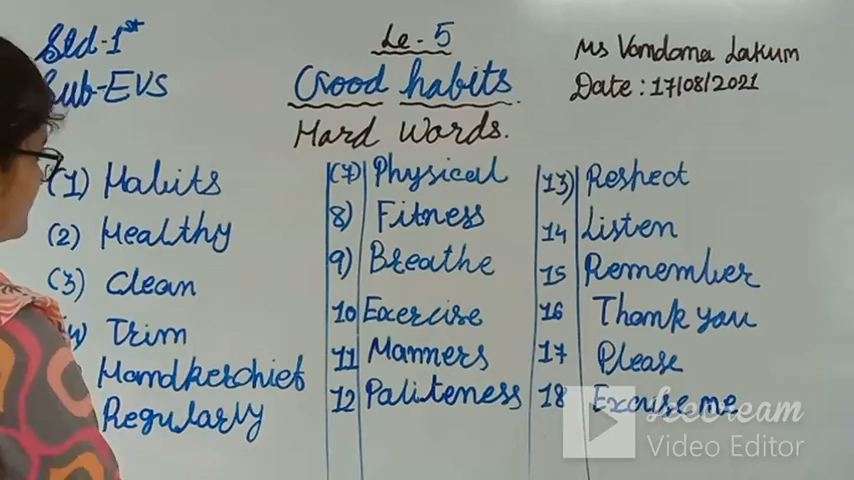 Std-1st
Sub-EVS
Le-5
Good habits
Hard Words.
Ms Vandana Lakum
Date : 17/08/2021
(1) Habits
(2) Healthy
(3) Clean
Trim
Handkerchief
Regularly
(7) Physical
8) Fitness
9) Breathe
10 Exercise
11 Manners
12 Politeness
13) Respect
14 Listen
15 Remember
16 Thank you
17 Please
18 Excuse me
Video Editor